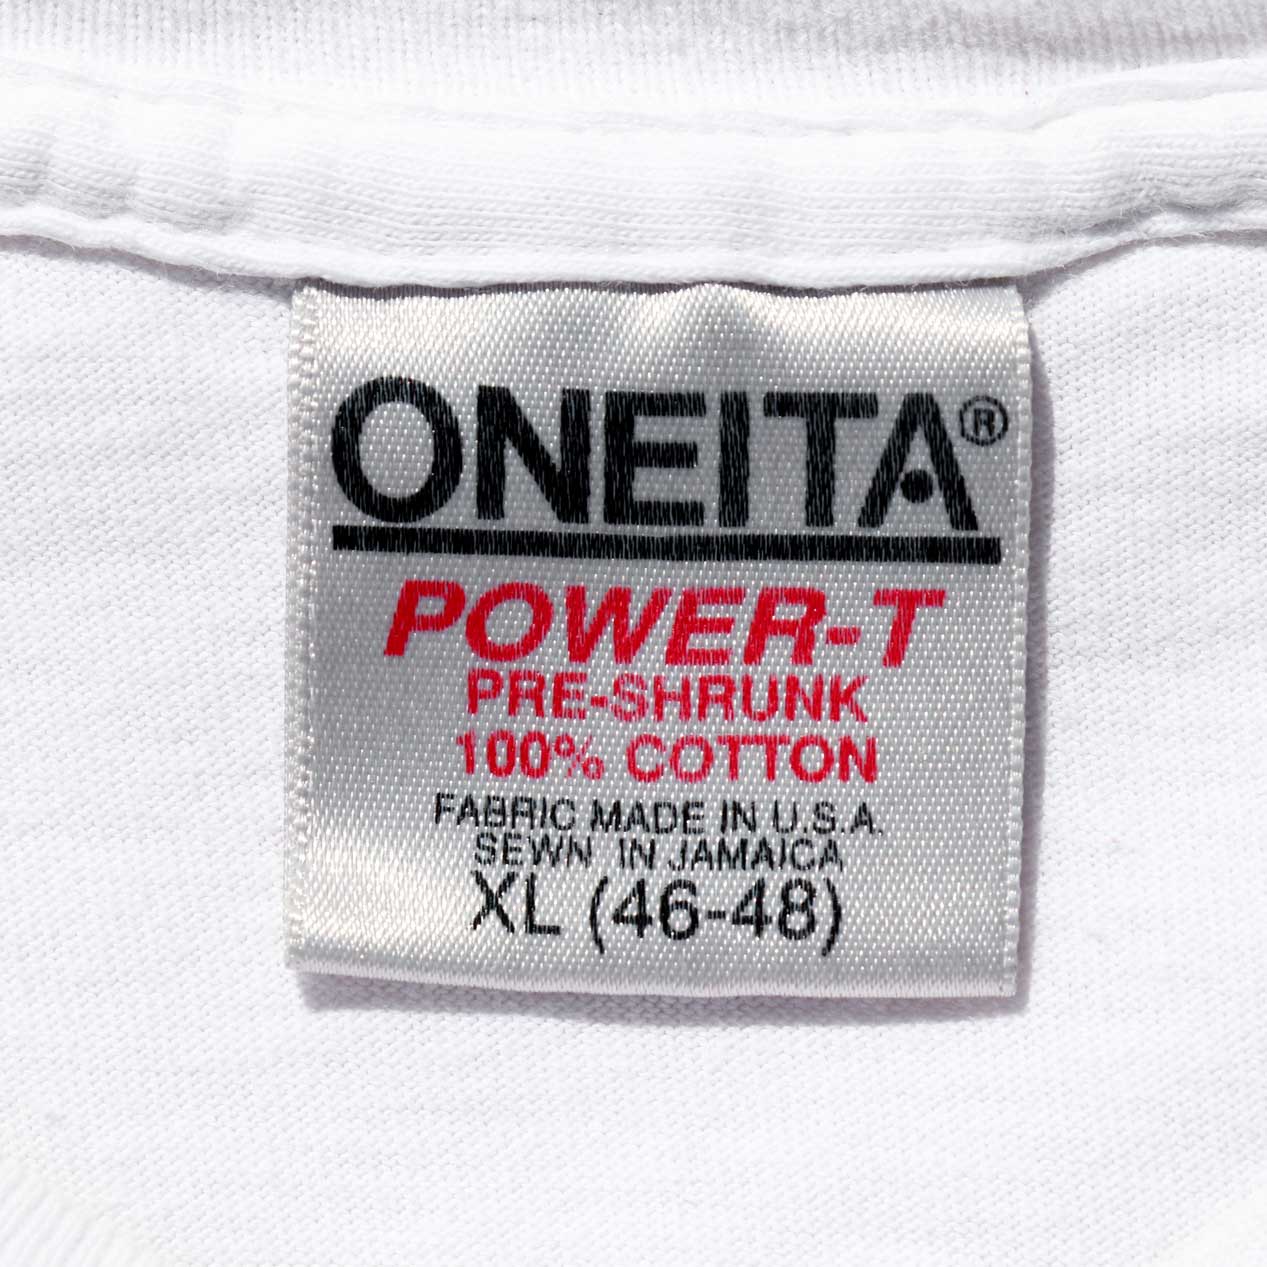 ONEITA®
POWER-T
PRE-SHRUNK
100% COTTON
FABRIC MADE IN U.S.A.
SEWN IN JAMAICA
XL (46-48)